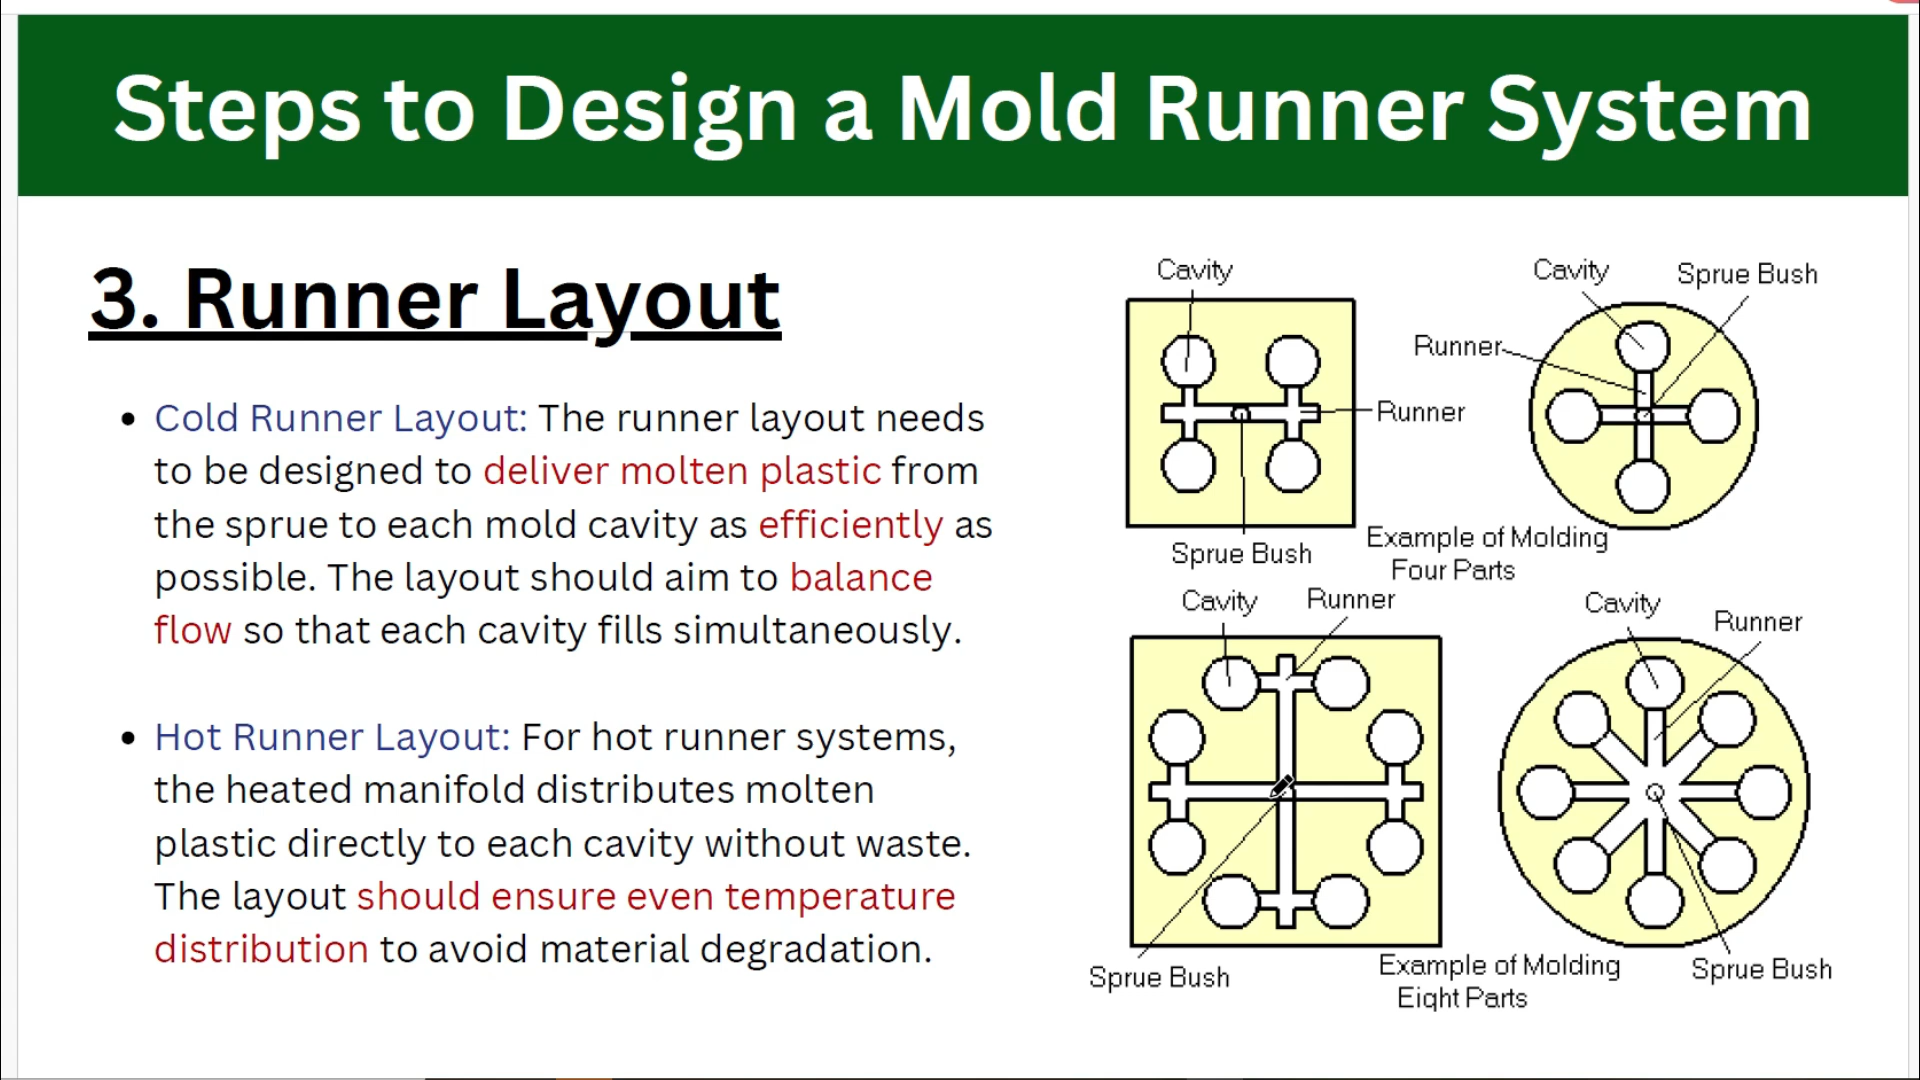 Steps to Design a Mold Runner System
3. Runner Layout
• Cold Runner Layout: The runner layout needs
to be designed to deliver molten plastic from
the sprue to each mold cavity as efficiently as
possible. The layout should aim to balance
flow so that each cavity fills simultaneously.
• Hot Runner Layout: For hot runner systems,
the heated manifold distributes molten
plastic directly to each cavity without waste.
The layout should ensure even temperature
distribution to avoid material degradation.
Cavity
Runner
Sprue Bush
Cavity
Sprue Bush
Runner
Example of Molding
Four Parts
Cavity
Runner
Sprue Bush
Cavity
Runner
Sprue Bush
Example of Molding
Eight Parts